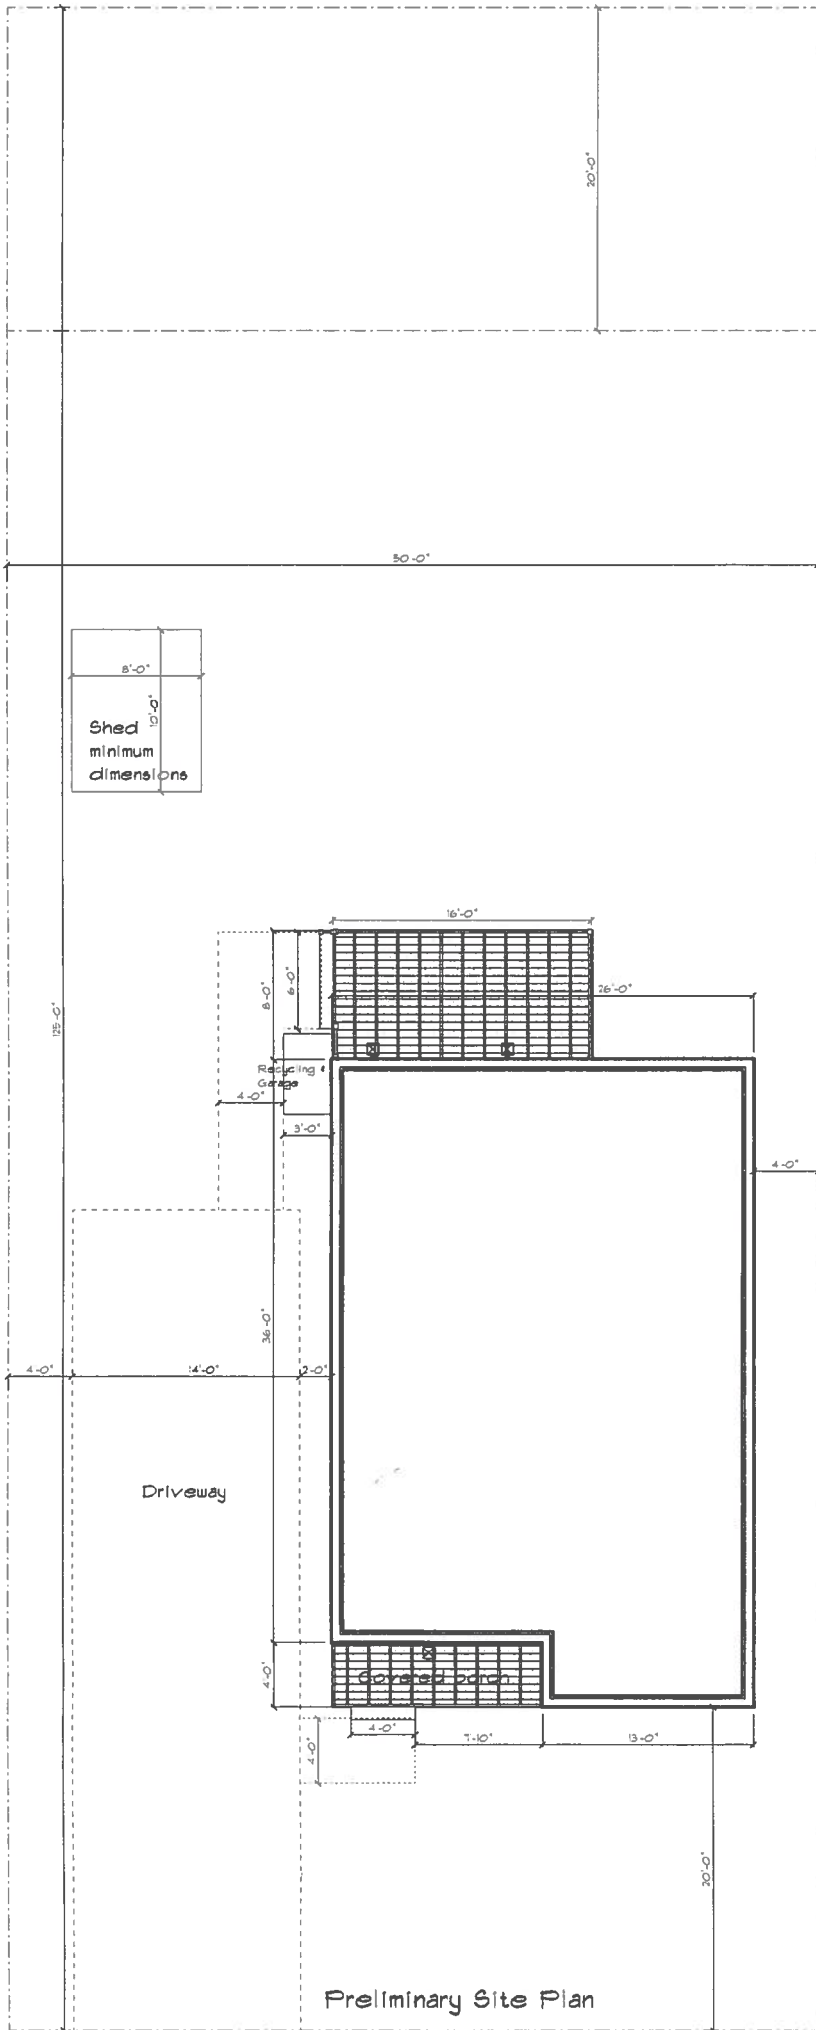 20'-0"
50'-0"
8'-0"
10'-0"
Shed
minimum
dimensions
16'-0"
6'-0"
8'-0"
26'-0"
125'-0"
Recycling &
Garage
4'-0"
3'-0"
4'-0"
36'-0"
4'-0"
14'-0"
2'-0"
Driveway
4'-0"
Covered porch
4'-0"
4'-0"
7'-10"
13'-0"
20'-0"
Preliminary Site Plan